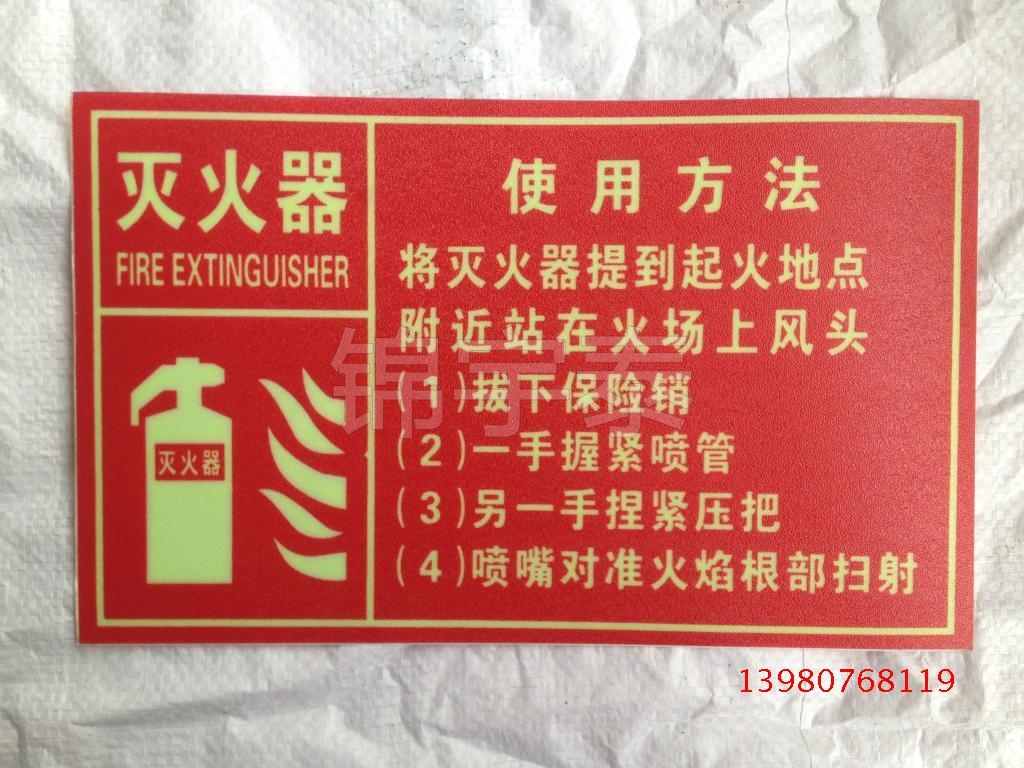 灭火器
FIRE EXTINGUISHER
灭火器
使用方法
将灭火器提到起火地点
附近站在火场上风头
(1)拔下保险销
(2)一手握紧喷管
(3)另一手捏紧压把
(4)喷嘴对准火焰根部扫射
锦宇泰
13980768119